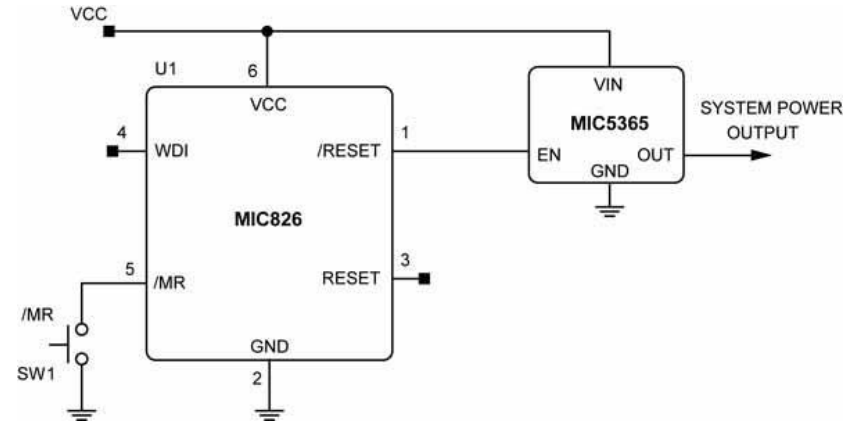 VCC
U1
6
VCC
VIN
MIC5365
SYSTEM POWER
OUTPUT
4
WDI
/RESET
1
EN
OUT
GND
MIC826
5
/MR
RESET
3
/MR
SW1
GND
2